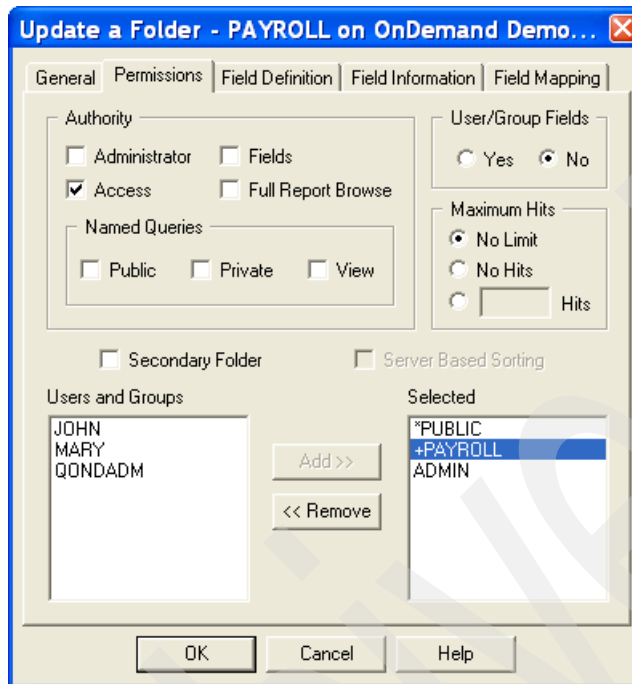 Update a Folder - PAYROLL on OnDemand Demo...
General Permissions Field Definition Field Information Field Mapping
Authority
Administrator Fields
Access Full Report Browse
Named Queries
Public Private View
User/Group Fields
Yes No
Maximum Hits
No Limit
No Hits
Hits
Secondary Folder Server Based Sorting
Users and Groups
JOHN
MARY
QONDADM
Add >>
<< Remove
Selected
*PUBLIC
+PAYROLL
ADMIN
OK Cancel Help